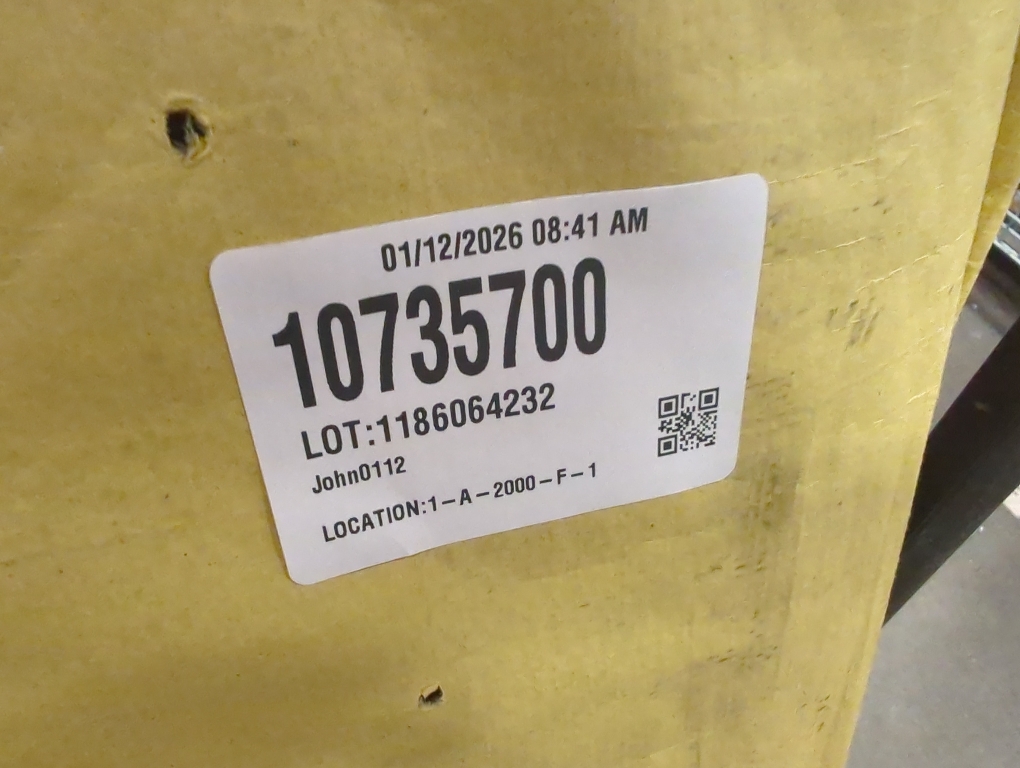 01/12/2026 08:41 AM
10735700
LOT:1186064232
John0112
LOCATION:1-A-2000-F-1